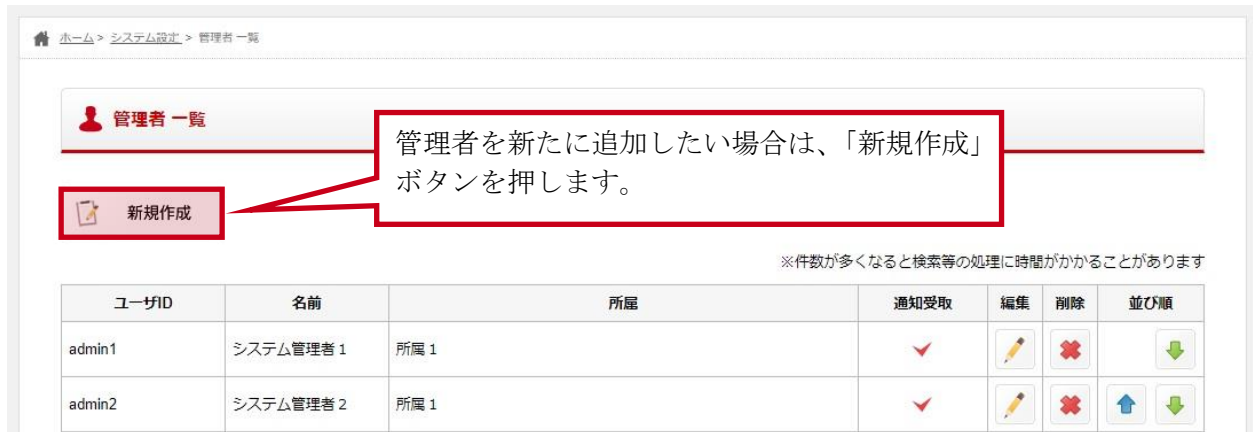 ホーム > システム設定 > 管理者 一覧
管理者 一覧
管理者を新たに追加したい場合は、「新規作成」
ボタンを押します。
新規作成
※件数が多くなると検索等の処理に時間がかかることがあります
ユーザID 名前 所属 通知受取 編集 削除 並び順
admin1 システム管理者1 所属1
admin2 システム管理者2 所属1